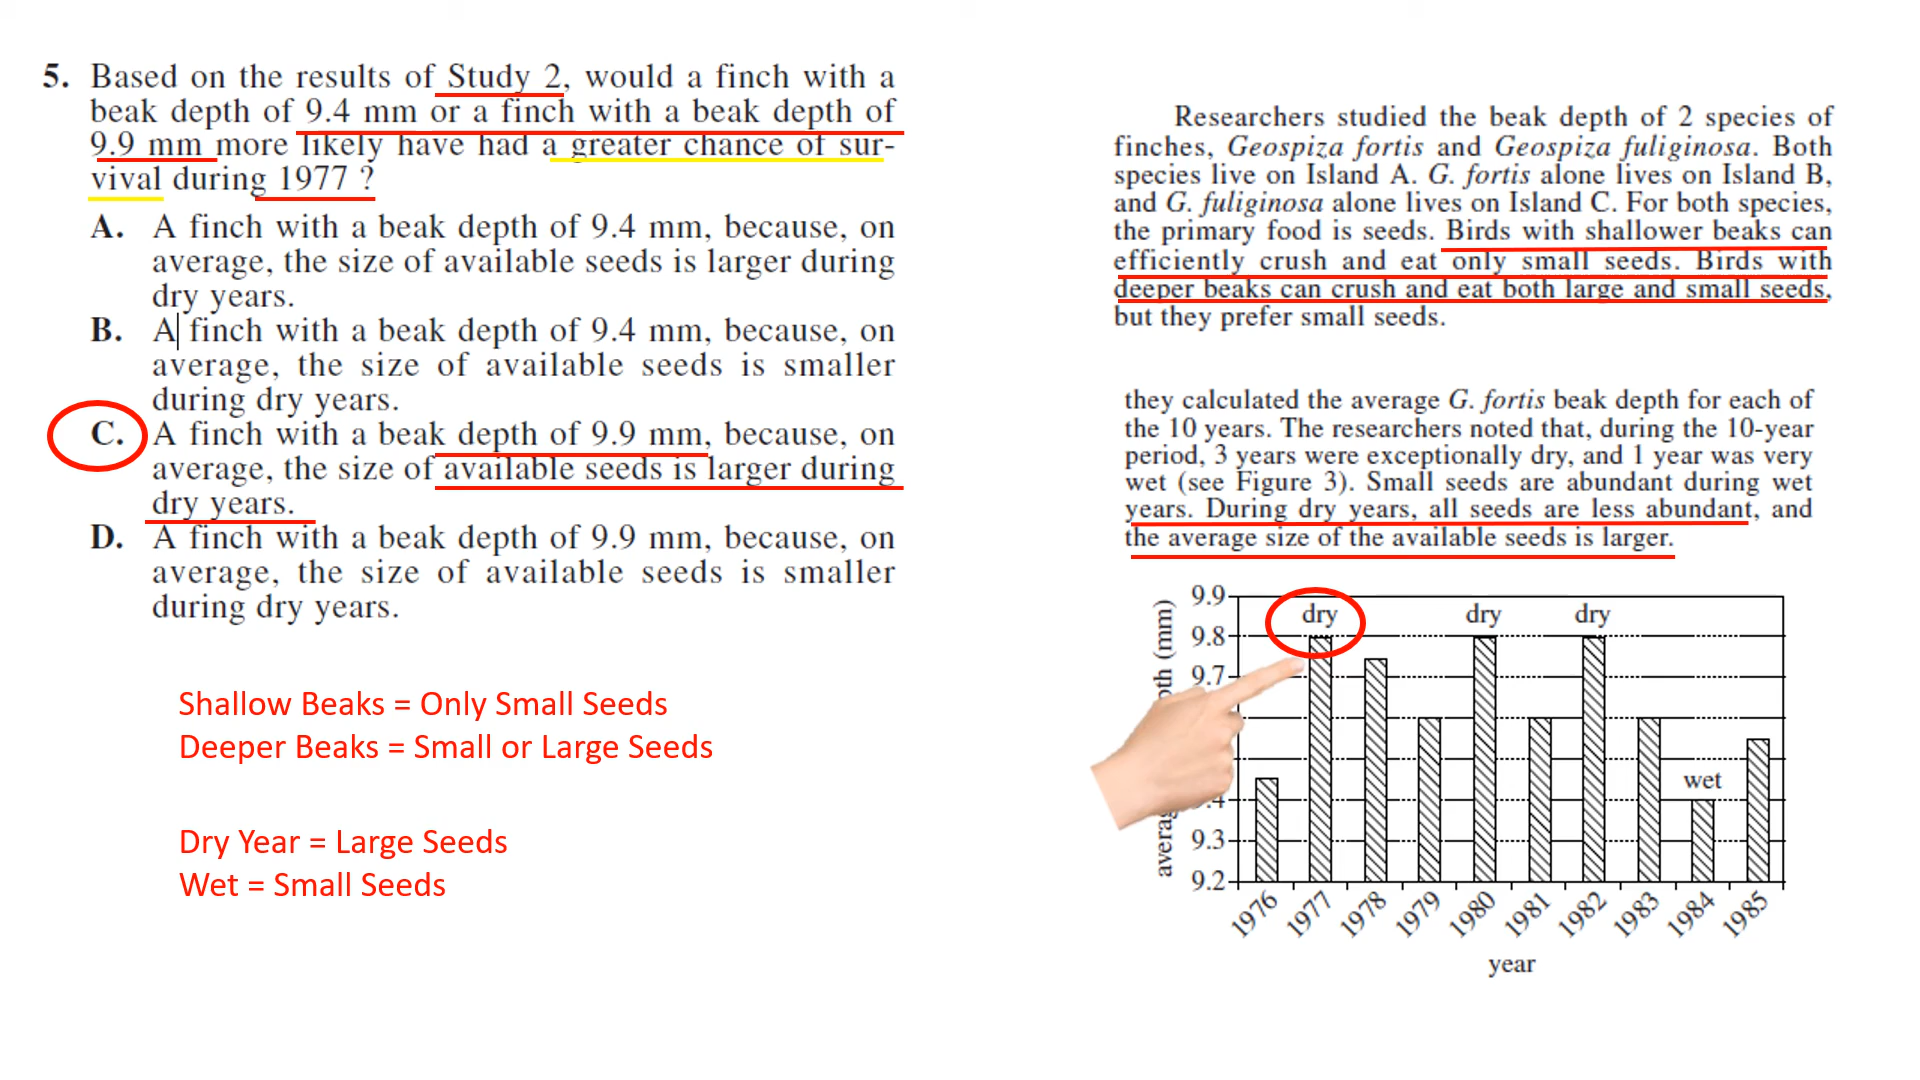 5. Based on the results of Study 2, would a finch with a
beak depth of 9.4 mm or a finch with a beak depth of
9.9 mm more likely have had a greater chance of sur-
vival during 1977 ?
A. A finch with a beak depth of 9.4 mm, because, on
average, the size of available seeds is larger during
dry years.
B. A finch with a beak depth of 9.4 mm, because, on
average, the size of available seeds is smaller
during dry years.
C. A finch with a beak depth of 9.9 mm, because, on
average, the size of available seeds is larger during
dry years.
D. A finch with a beak depth of 9.9 mm, because, on
average, the size of available seeds is smaller
during dry years.
Shallow Beaks = Only Small Seeds
Deeper Beaks = Small or Large Seeds
Dry Year = Large Seeds
Wet = Small Seeds
Researchers studied the beak depth of 2 species of
finches, Geospiza fortis and Geospiza fuliginosa. Both
species live on Island A. G. fortis alone lives on Island B,
and G. fuliginosa alone lives on Island C. For both species,
the primary food is seeds. Birds with shallower beaks can
efficiently crush and eat only small seeds. Birds with
deeper beaks can crush and eat both large and small seeds,
but they prefer small seeds.
they calculated the average G. fortis beak depth for each of
the 10 years. The researchers noted that, during the 10-year
period, 3 years were exceptionally dry, and 1 year was very
wet (see Figure 3). Small seeds are abundant during wet
years. During dry years, all seeds are less abundant, and
the average size of the available seeds is larger.
9.9
dry dry dry
9.8
9.7
wet
9.3
9.2
(mm)
1976 1977 1978 1979 1980 1981 1982 1983 1984 1985
year